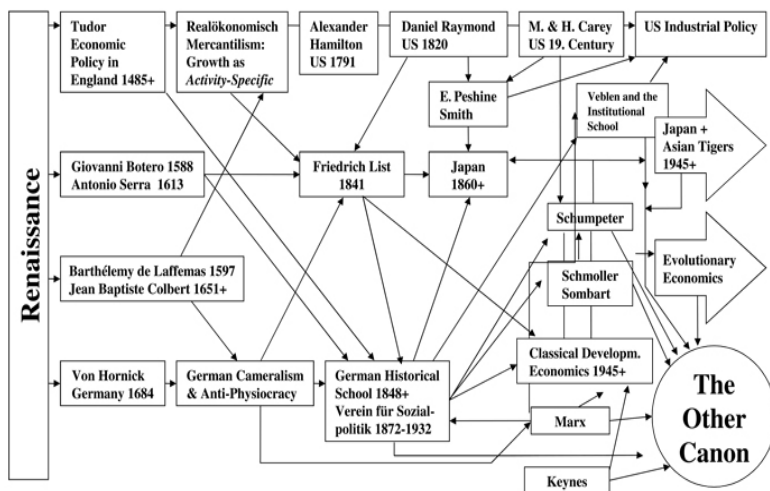 Renaissance
Tudor
Economic
Policy in
England 1485+
Realökonomisch
Mercantilism:
Growth as
Activity-Specific
Alexander
Hamilton
US 1791
Daniel Raymond
US 1820
M. & H. Carey
US 19. Century
US Industrial Policy
E. Peshine
Smith
Veblen and the
Institutional
School
Japan +
Asian Tigers
1945+
Giovanni Botero 1588
Antonio Serra 1613
Friedrich List
1841
Japan
1860+
Schumpeter
Barthélemy de Laffemas 1597
Jean Baptiste Colbert 1651+
Schmoller
Sombart
Evolutionary
Economics
Von Hornick
Germany 1684
German Cameralism
& Anti-Physiocracy
German Historical
School 1848+
Verein für Sozial-
politik 1872-1932
Classical Developm.
Economics 1945+
Marx
Keynes
The
Other
Canon